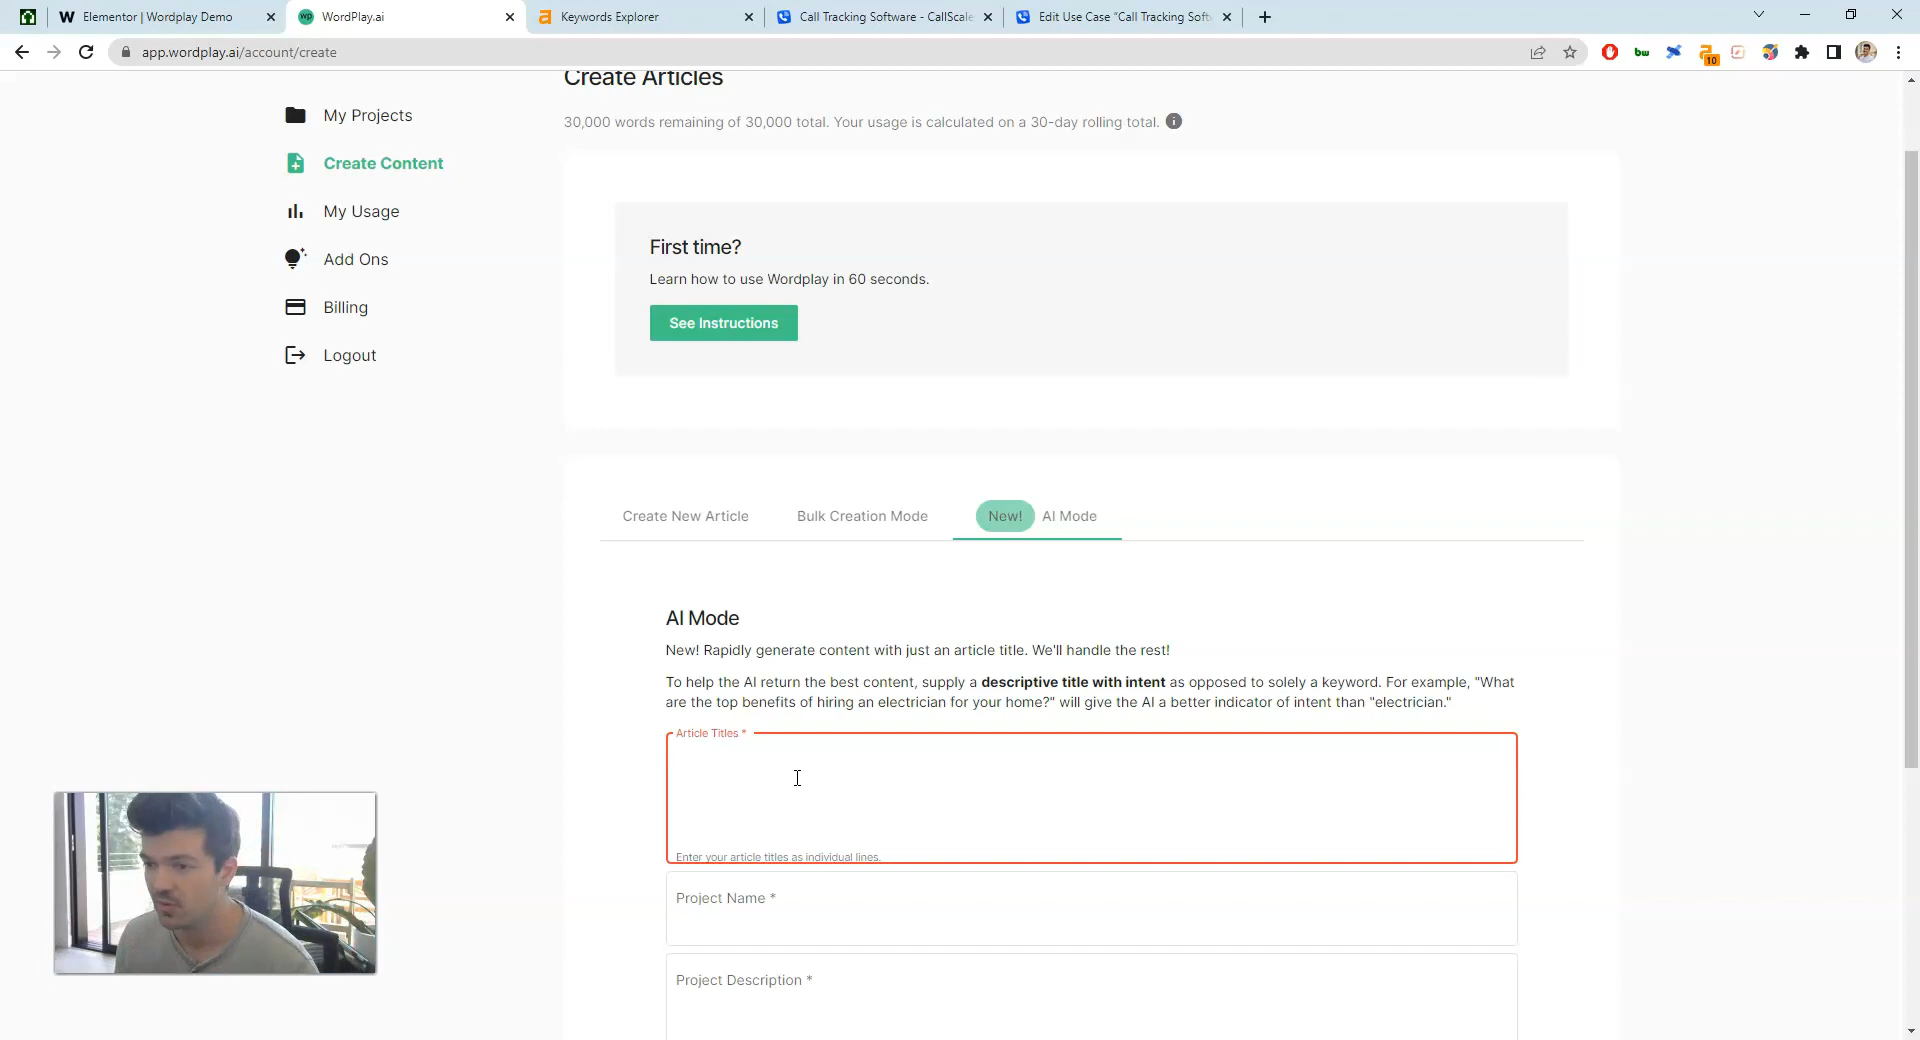 Elementor | Wordplay Demo
WordPlay.ai
Keywords Explorer
Call Tracking Software - CallScale
Edit Use Case "Call Tracking Soft
app.wordplay.ai/account/create
10
Create Articles
My Projects
30,000 words remaining of 30,000 total. Your usage is calculated on a 30-day rolling total.
Create Content
My Usage
First time?
Add Ons
Learn how to use Wordplay in 60 seconds.
Billing
See Instructions
Logout
Create New Article
Bulk Creation Mode
New! AI Mode
AI Mode
New! Rapidly generate content with just an article title. We'll handle the rest!
To help the AI return the best content, supply a descriptive title with intent as opposed to solely a keyword. For example, "What
are the top benefits of hiring an electrician for your home?" will give the AI a better indicator of intent than "electrician."
Article Titles *
Enter your article titles as individual lines.
Project Name *
Project Description *